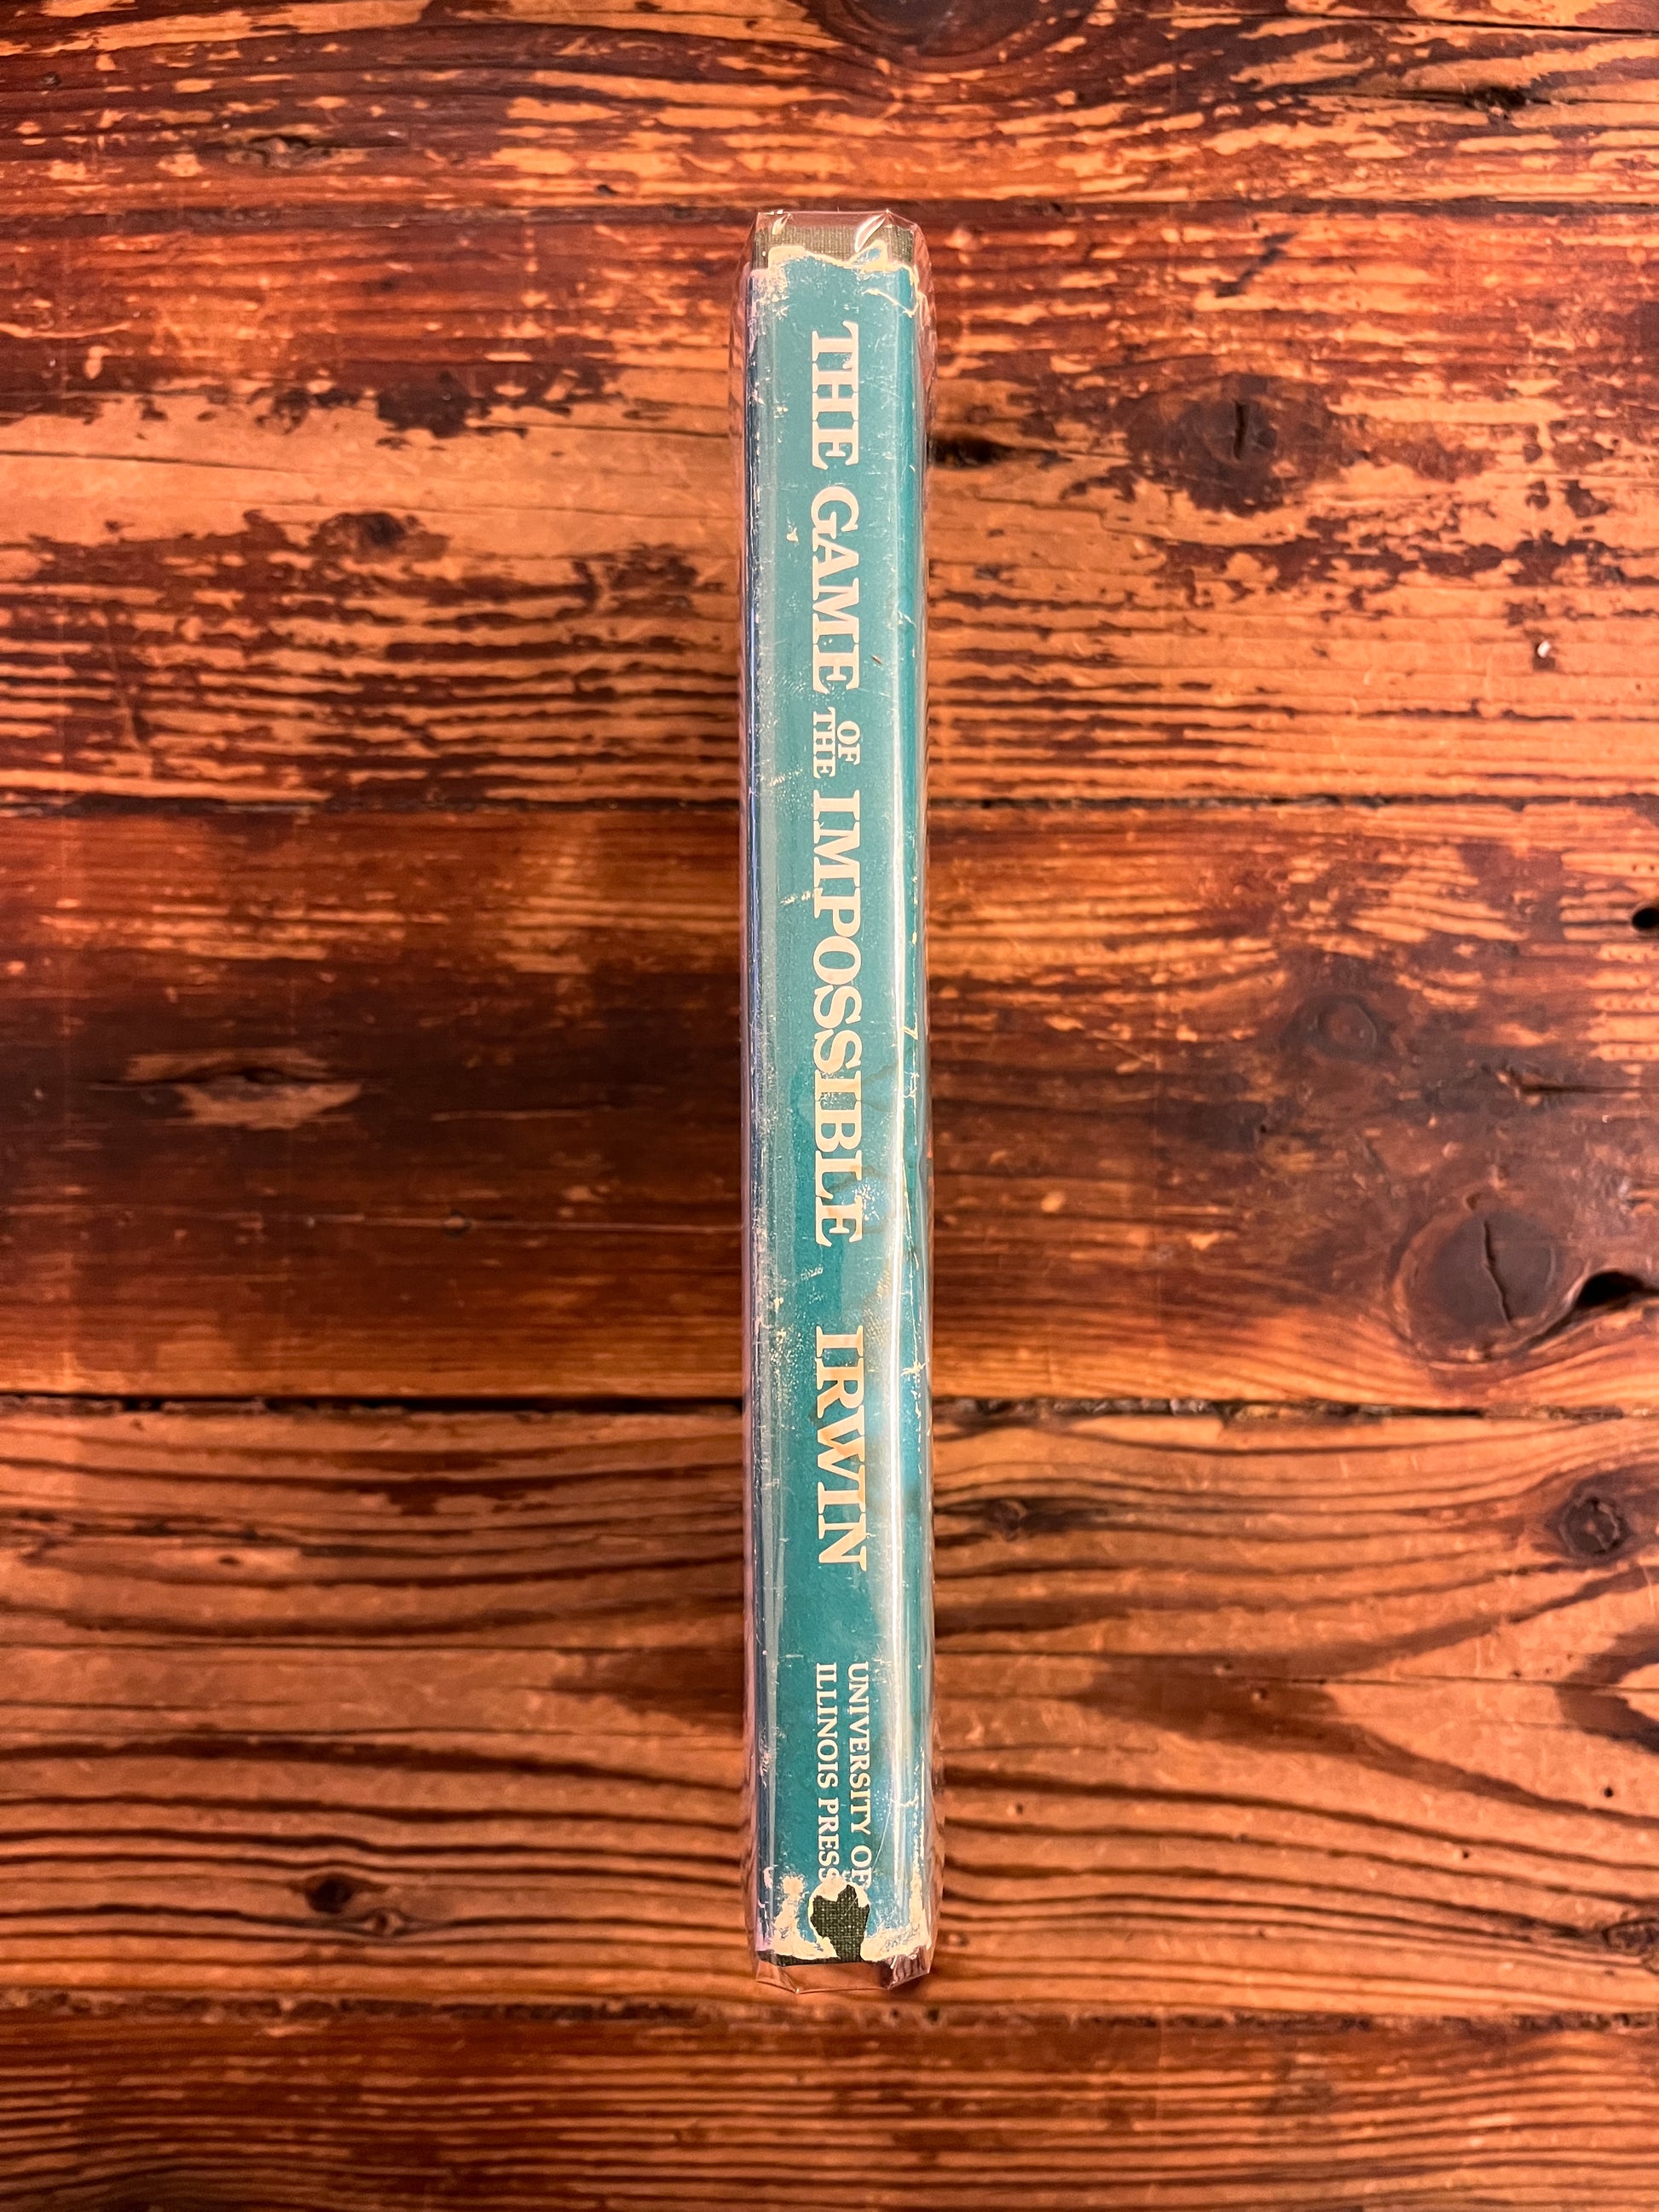 THE GAME OF THE IMPOSSIBLE IRWIN
UNIVERSITY OF
ILLINOIS PRESS